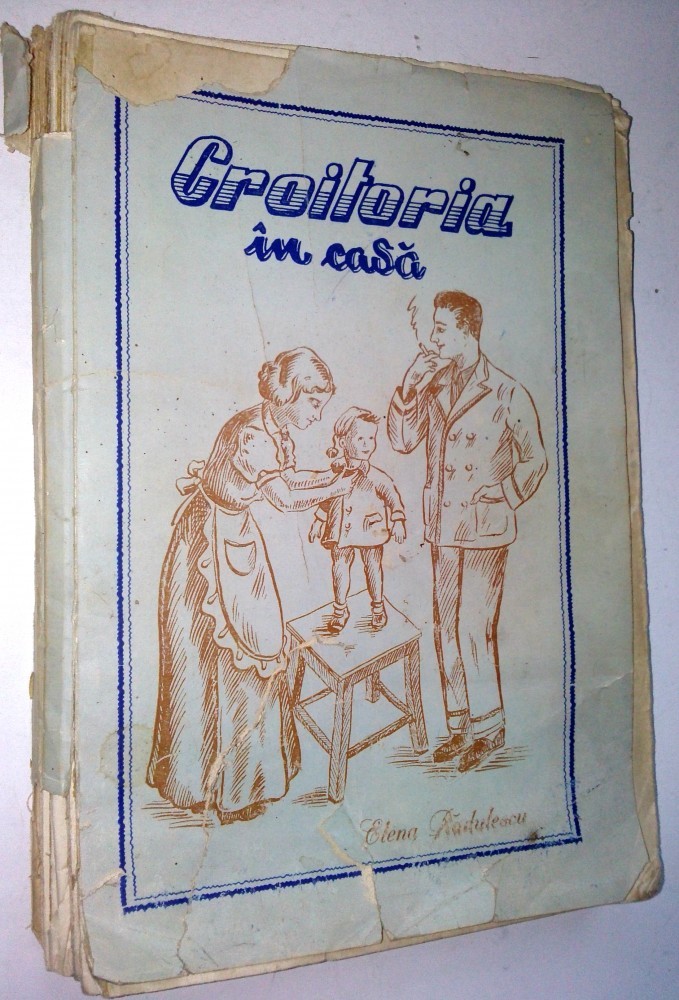 Croitoria
în casă
Elena Rădulescu